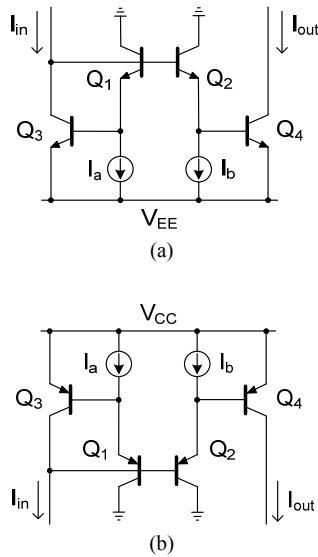 I_in I_out
Q_1 Q_2
Q_3 Q_4
I_a I_b
V_EE
(a)
V_CC
I_a I_b
Q_3 Q_4
Q_1 Q_2
I_in I_out
(b)